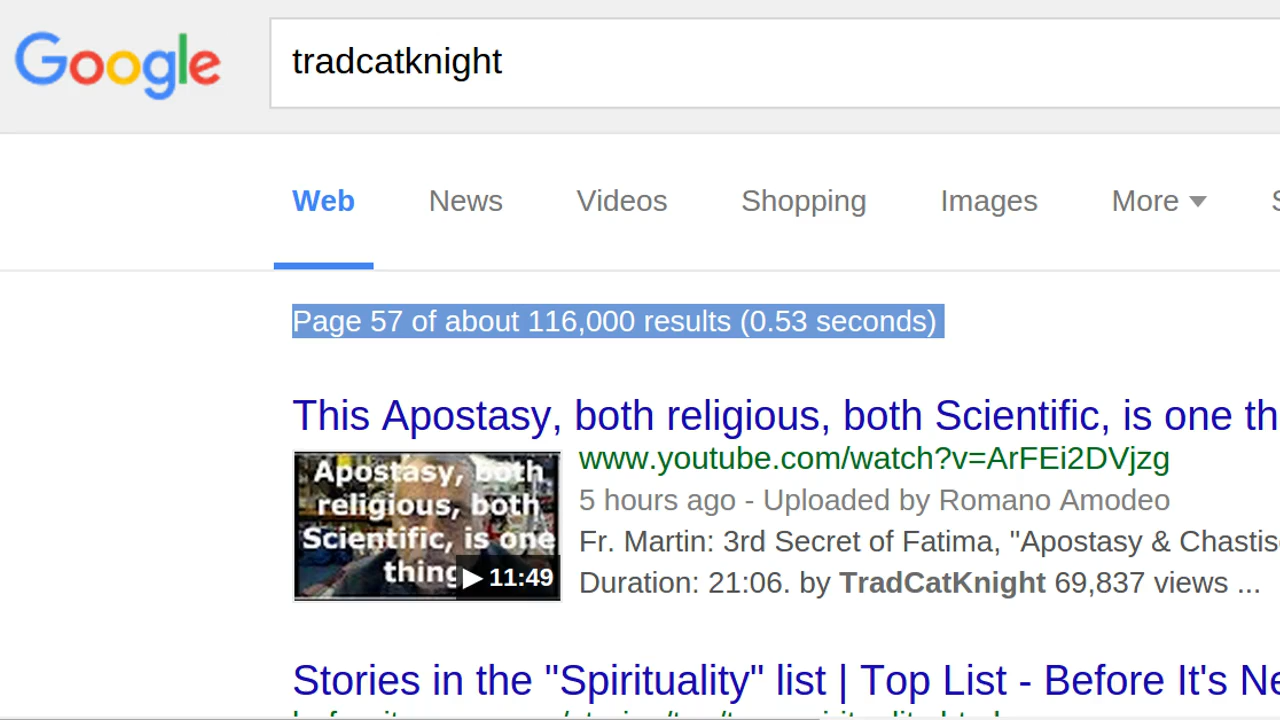 Google
tradcatknight
Web News Videos Shopping Images More
Page 57 of about 116,000 results (0.53 seconds)
This Apostasy, both religious, both Scientific, is one th
Apostasy, both
religious, both
Scientific, is one
thing
11:49
www.youtube.com/watch?v=ArFEi2DVjzg
5 hours ago - Uploaded by Romano Amodeo
Fr. Martin: 3rd Secret of Fatima, "Apostasy & Chastis
Duration: 21:06. by TradCatKnight 69,837 views ...
Stories in the "Spirituality" list | Top List - Before It's Ne